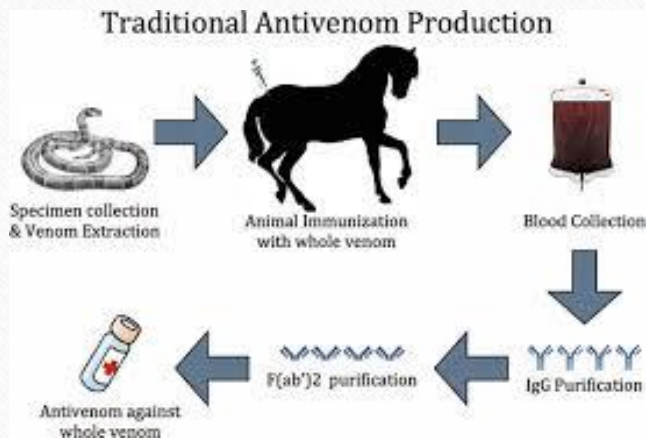 Traditional Antivenom Production
Specimen collection
& Venom Extraction
Animal Immunization
with whole venom
Blood Collection
IgG Purification
F(ab')2 purification
Antivenom against
whole venom